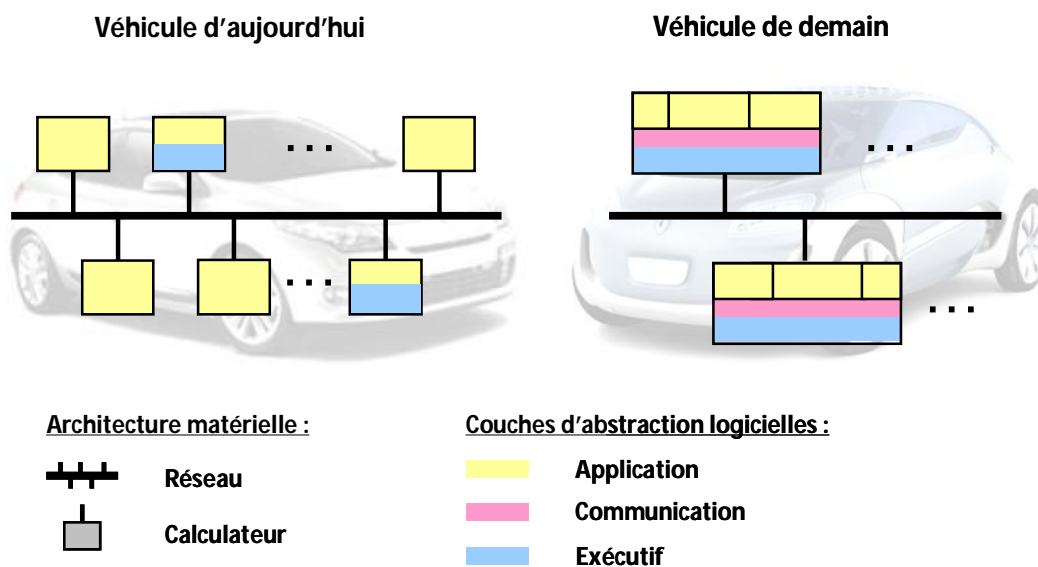 Véhicule d'aujourd'hui
Véhicule de demain
. . .
. . .
. . .
. . .
Architecture matérielle :
Réseau
Calculateur
Couches d'abstraction logicielles :
Application
Communication
Exécutif